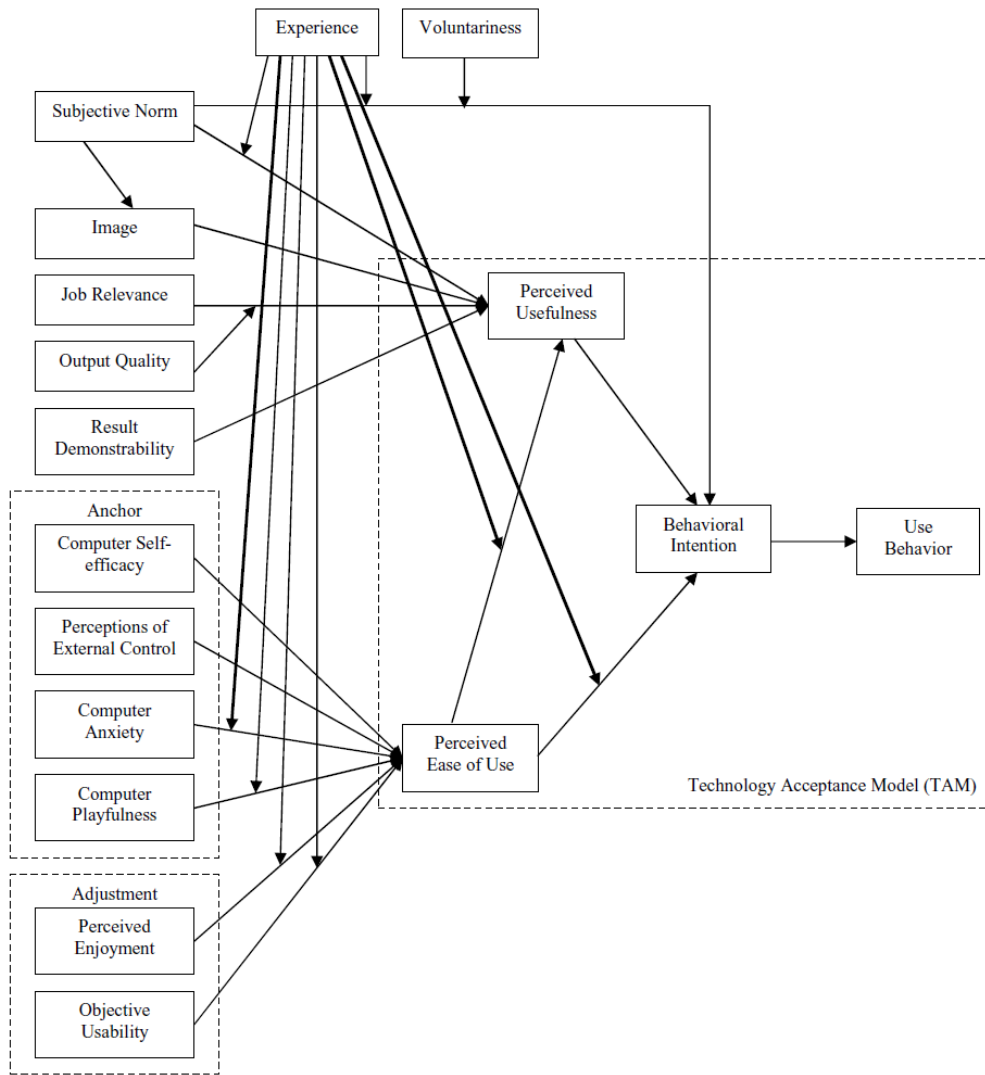 Experience
Voluntariness
Subjective Norm
Image
Job Relevance
Output Quality
Result
Demonstrability
Perceived
Usefulness
Anchor
Computer Self-
efficacy
Perceptions of
External Control
Computer
Anxiety
Computer
Playfulness
Behavioral
Intention
Use
Behavior
Perceived
Ease of Use
Technology Acceptance Model (TAM)
Adjustment
Perceived
Enjoyment
Objective
Usability